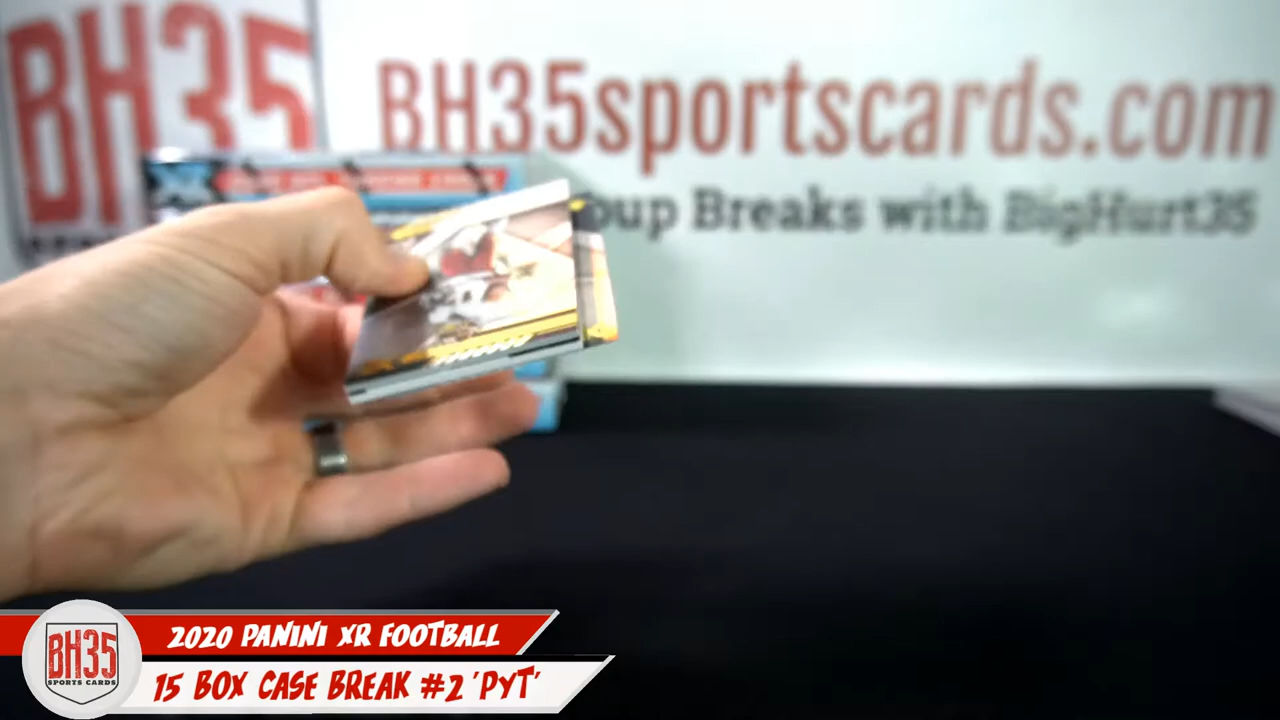 BH35
BH35sportscards.com
oup Breaks with BigHurt35
XR
2020 PANINI XR FOOTBALL
15 BOX CASE BREAK #2 'PYT'
BH35
SPORTS CARDS